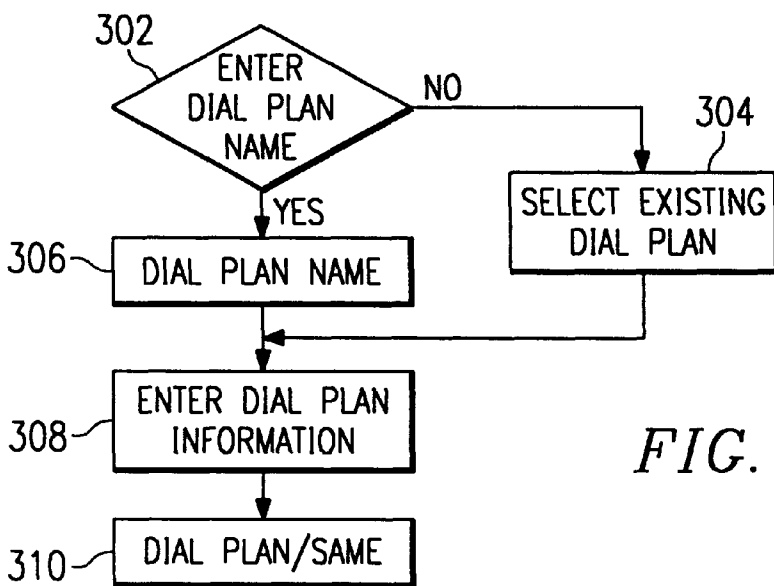 302
ENTER
DIAL PLAN
NAME
NO
304
YES
SELECT EXISTING
DIAL PLAN
306
DIAL PLAN NAME
308
ENTER DIAL PLAN
INFORMATION
FIG.
310
DIAL PLAN/SAME